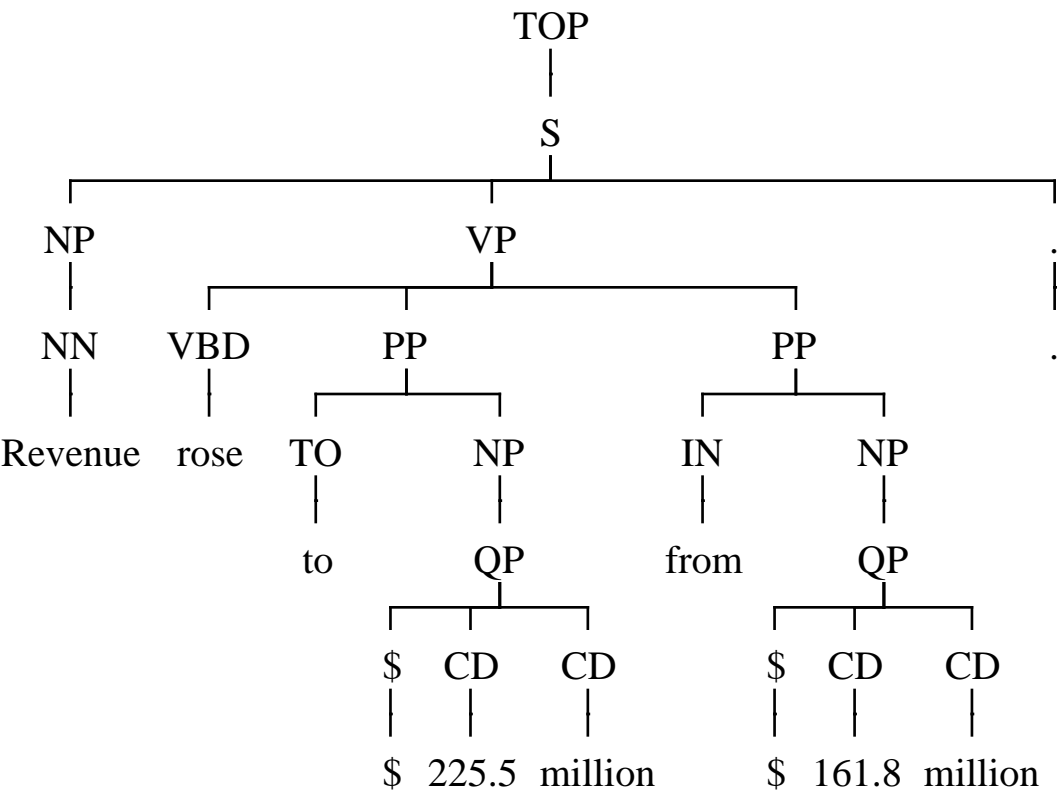 TOP
S
NP VP .
NN VBD PP PP .
Revenue rose TO NP IN NP
to QP from QP
$ CD CD $ CD CD
$ 225.5 million $ 161.8 million